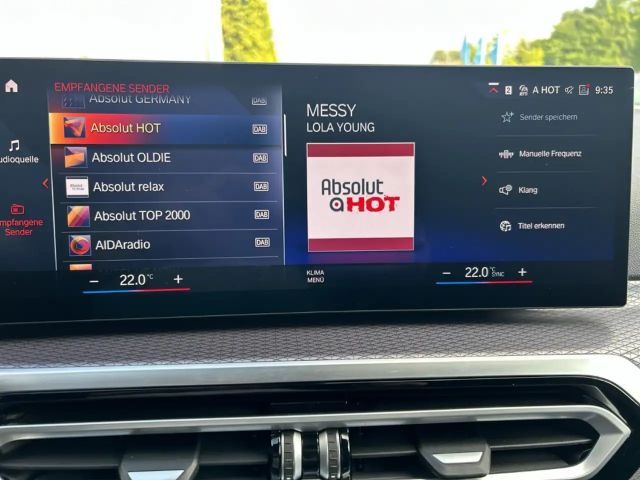 EMPFANGENE SENDER
Absolut GERMANY DAB
Absolut HOT DAB
Absolut OLDIE DAB
Absolut relax DAB
Absolut TOP 2000 DAB
AIDAradio DAB
udioquelle
Empfangene
Sender
MESSY
LOLA YOUNG
Absolut
HOT
2 A HOT 9:35
Sender speichern
Manuelle Frequenz
Klang
Titel erkennen
− 22.0 °C +
KLIMA
MENÜ
− 22.0 °C SYNC +